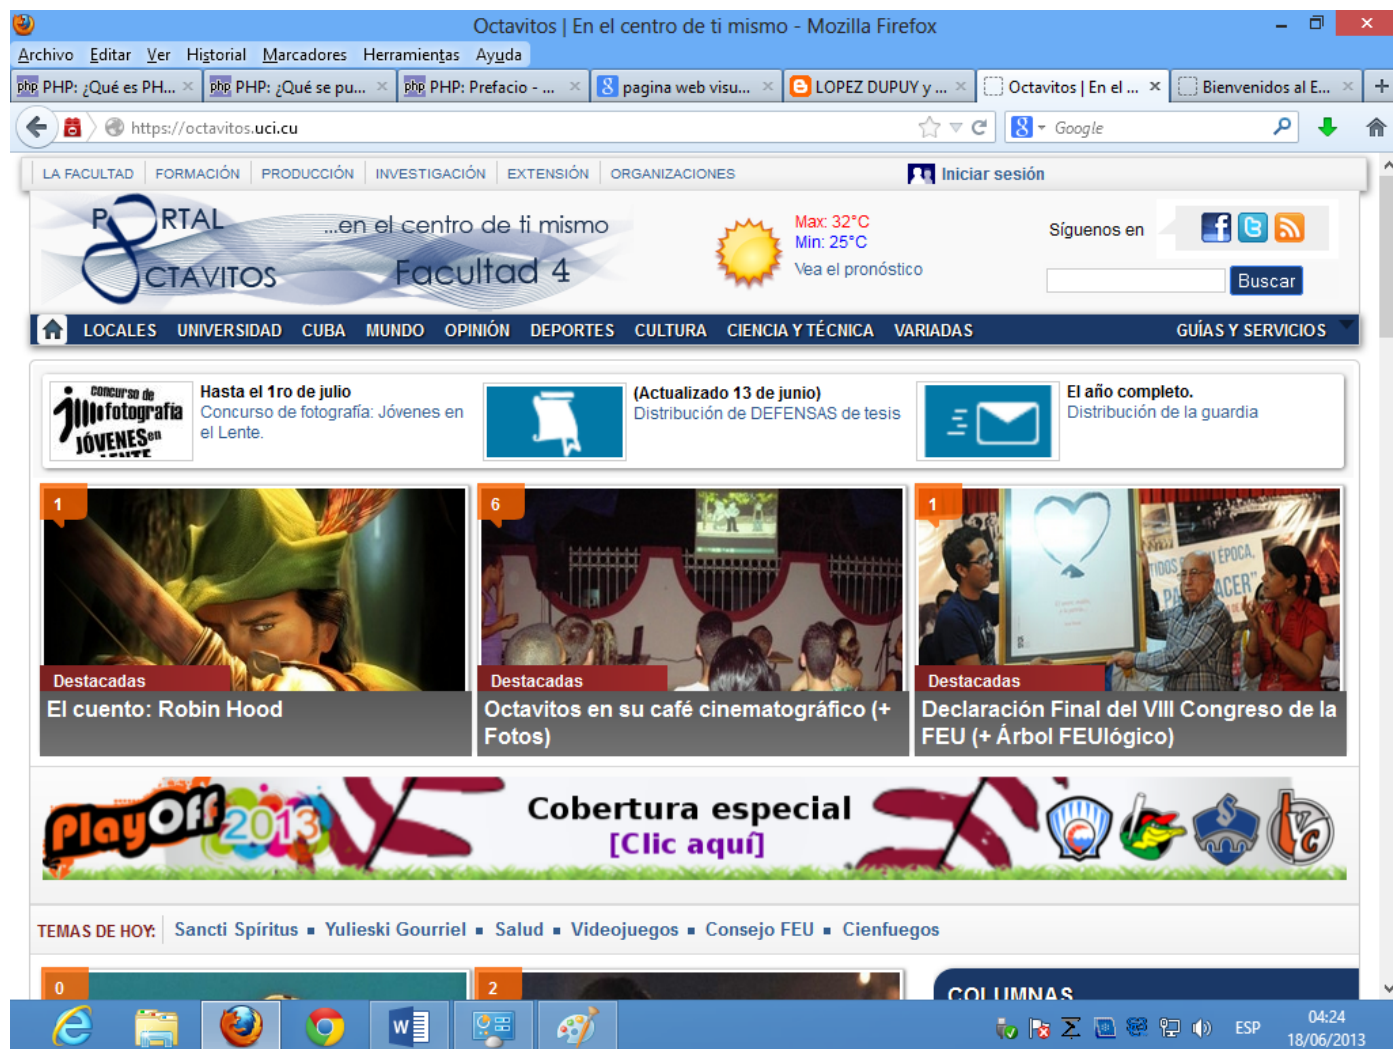 Octavitos | En el centro de ti mismo - Mozilla Firefox
Archivo Editar Ver Historial Marcadores Herramientas Ayuda
php PHP: ¿Qué es PH... php PHP: ¿Qué se pu... php PHP: Prefacio - ... 8 pagina web visu... LOPEZ DUPUY y ... Octavitos | En el ... Bienvenidos al E...
https://octavitos.uci.cu 8 Google
LA FACULTAD FORMACIÓN PRODUCCIÓN INVESTIGACIÓN EXTENSIÓN ORGANIZACIONES Iniciar sesión
PORTAL
OCTAVITOS
...en el centro de ti mismo
Facultad 4
Max: 32°C
Min: 25°C
Vea el pronóstico
Síguenos en
Buscar
LOCALES UNIVERSIDAD CUBA MUNDO OPINIÓN DEPORTES CULTURA CIENCIA Y TÉCNICA VARIADAS GUÍAS Y SERVICIOS
concurso de
fotografía
JÓVENES en
LENTE
Hasta el 1ro de julio
Concurso de fotografía: Jóvenes en
el Lente.
(Actualizado 13 de junio)
Distribución de DEFENSAS de tesis
El año completo.
Distribución de la guardia
1
Destacadas
El cuento: Robin Hood
6
Destacadas
Octavitos en su café cinematográfico (+
Fotos)
1
ÉPOCA,
Destacadas
Declaración Final del VIII Congreso de la
FEU (+ Árbol FEUlógico)
PlayOff 2013
Cobertura especial
[Clic aquí]
S
VC
TEMAS DE HOY: Sancti Spíritus ▪ Yulieski Gourriel ▪ Salud ▪ Videojuegos ▪ Consejo FEU ▪ Cienfuegos
0
2
COLUMNAS
ESP
04:24
18/06/2013